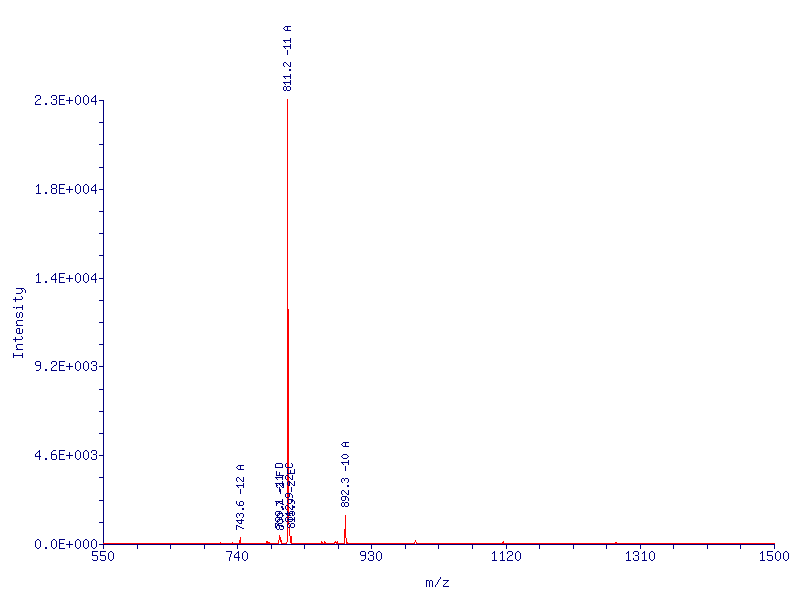 811.2 -11 A
2.3E+004
1.8E+004
1.4E+004
9.2E+003
4.6E+003
0.0E+000
Intensity
743.6 -12 A
892.3 -10 A
550
740
930
1120
1310
1500
m/z